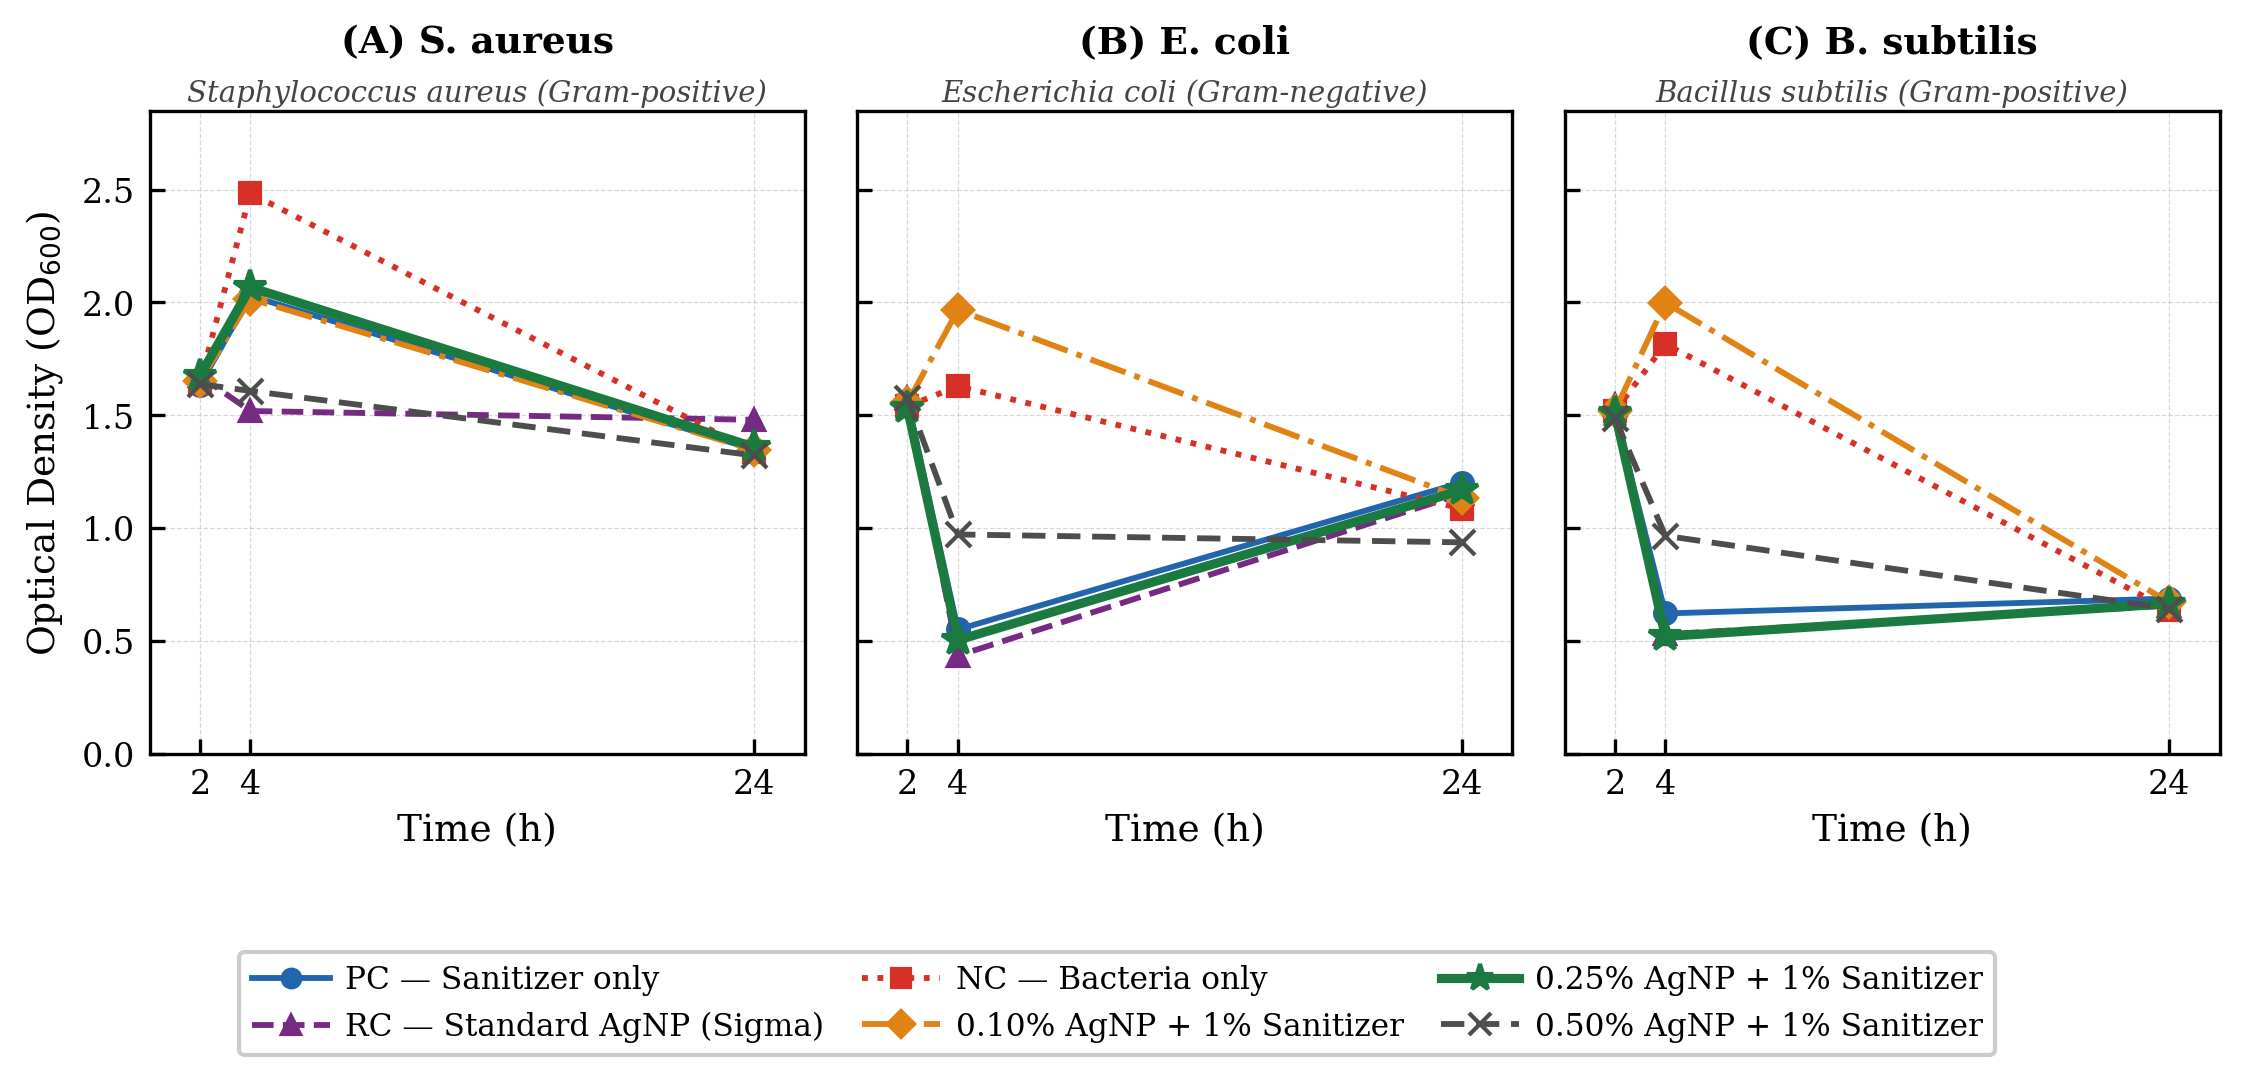 (A) S. aureus
Staphylococcus aureus (Gram-positive)
(B) E. coli
Escherichia coli (Gram-negative)
(C) B. subtilis
Bacillus subtilis (Gram-positive)
Optical Density (OD₆₀₀)
2.5
2.0
1.5
1.0
0.5
0.0
2 4 24
2 4 24
2 4 24
Time (h)
Time (h)
Time (h)
PC — Sanitizer only
RC — Standard AgNP (Sigma)
NC — Bacteria only
0.10% AgNP + 1% Sanitizer
0.25% AgNP + 1% Sanitizer
0.50% AgNP + 1% Sanitizer